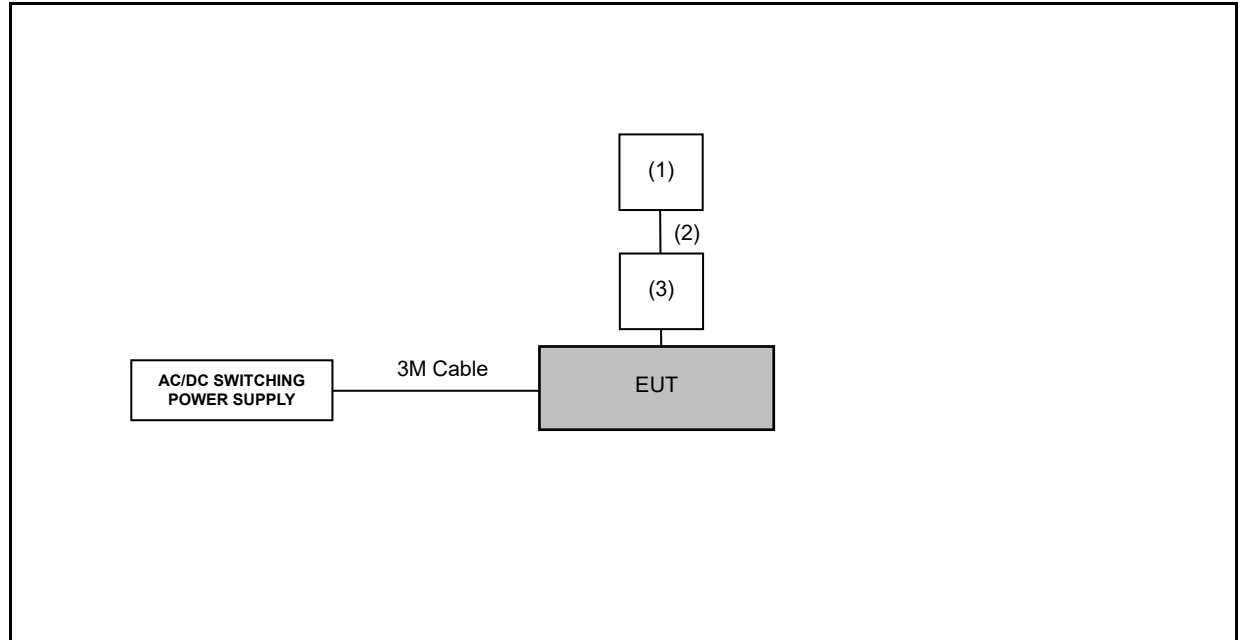 (1)
(2)
(3)
3M Cable
AC/DC SWITCHING
POWER SUPPLY
EUT